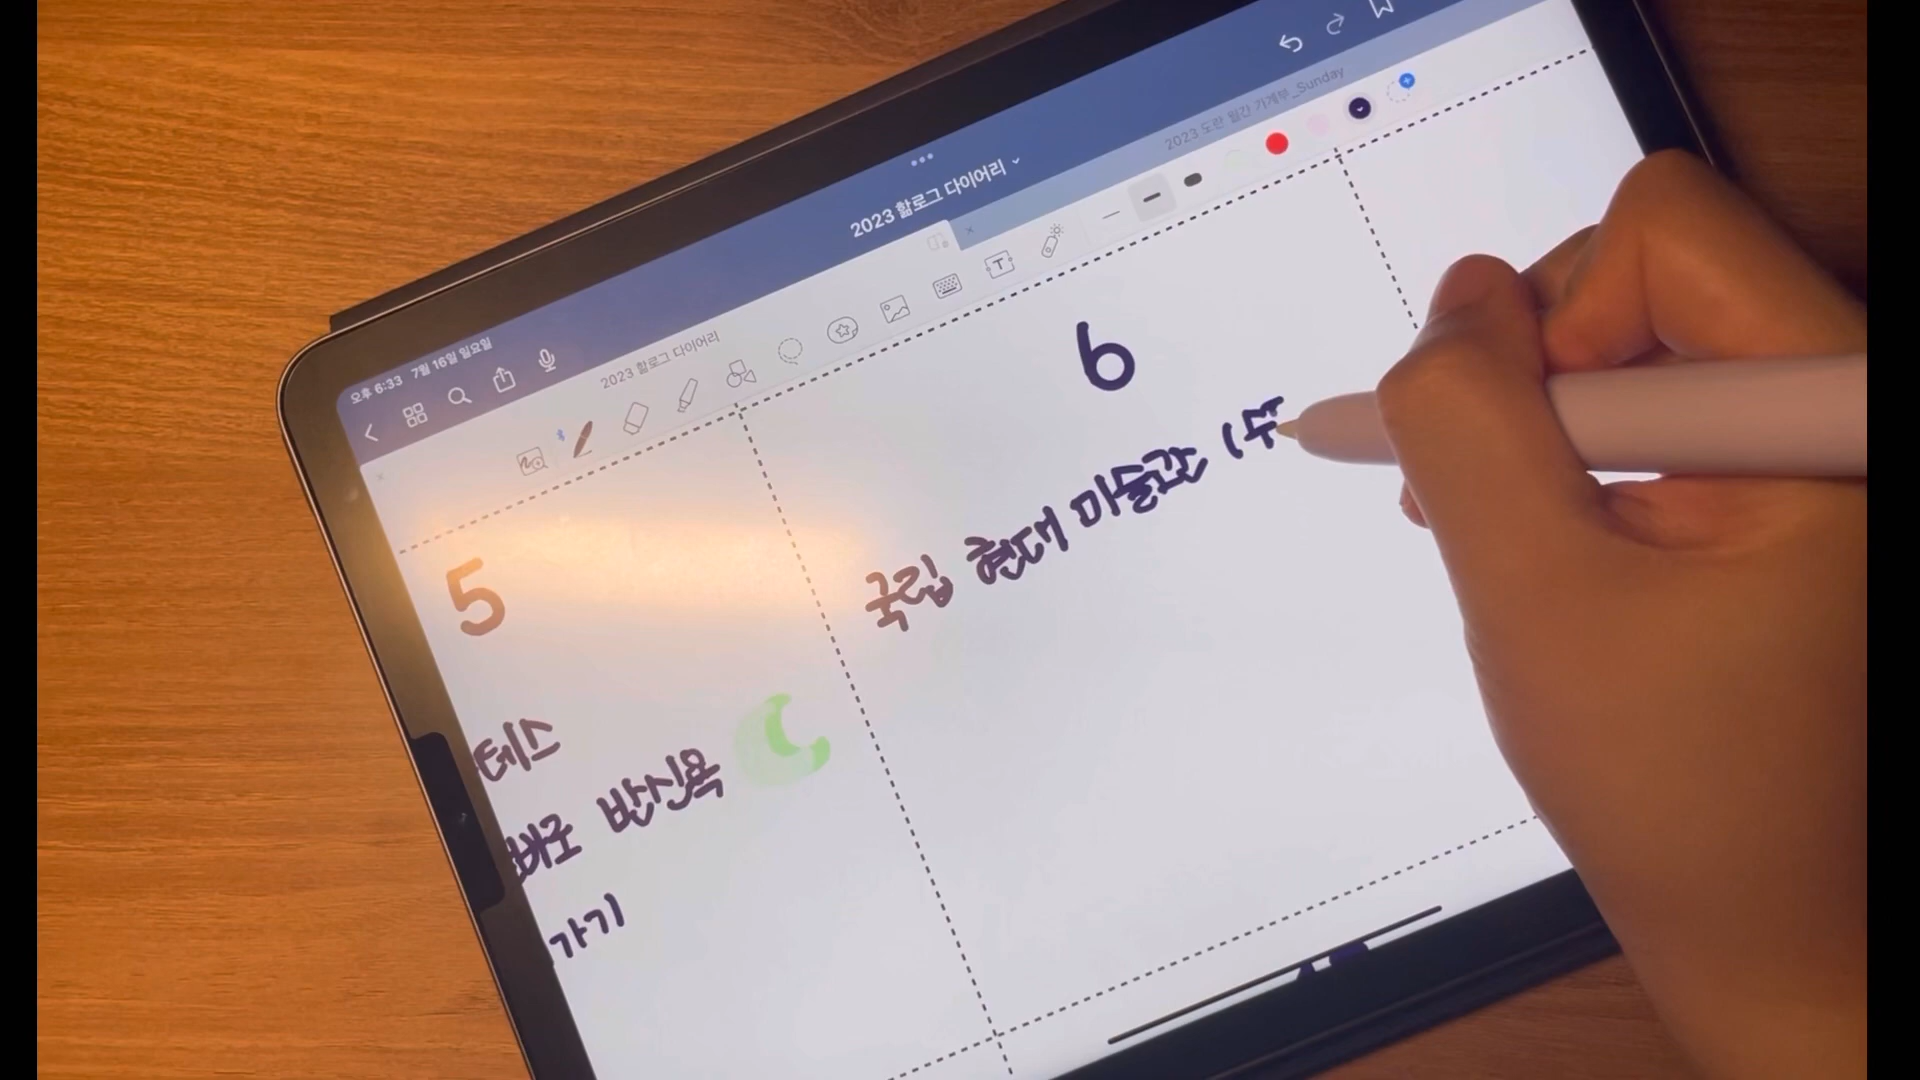 오후 6:33 7월 16일 일요일
2023 할로그 다이어리
2023 할로그 다이어리
2023 도란 월간 가계부_Sunday
T
5
테스
반신욕
가기
6
국립 현대 미술관 (